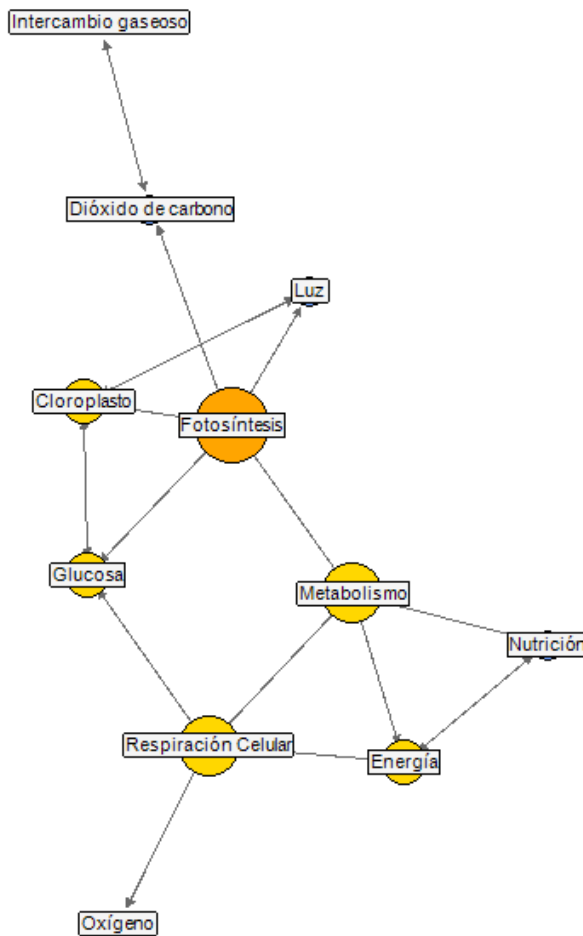 Intercambio gaseoso
Dióxido de carbono
Luz
Cloroplasto
Fotosíntesis
Glucosa
Metabolismo
Nutrición
Respiración Celular
Energía
Oxígeno